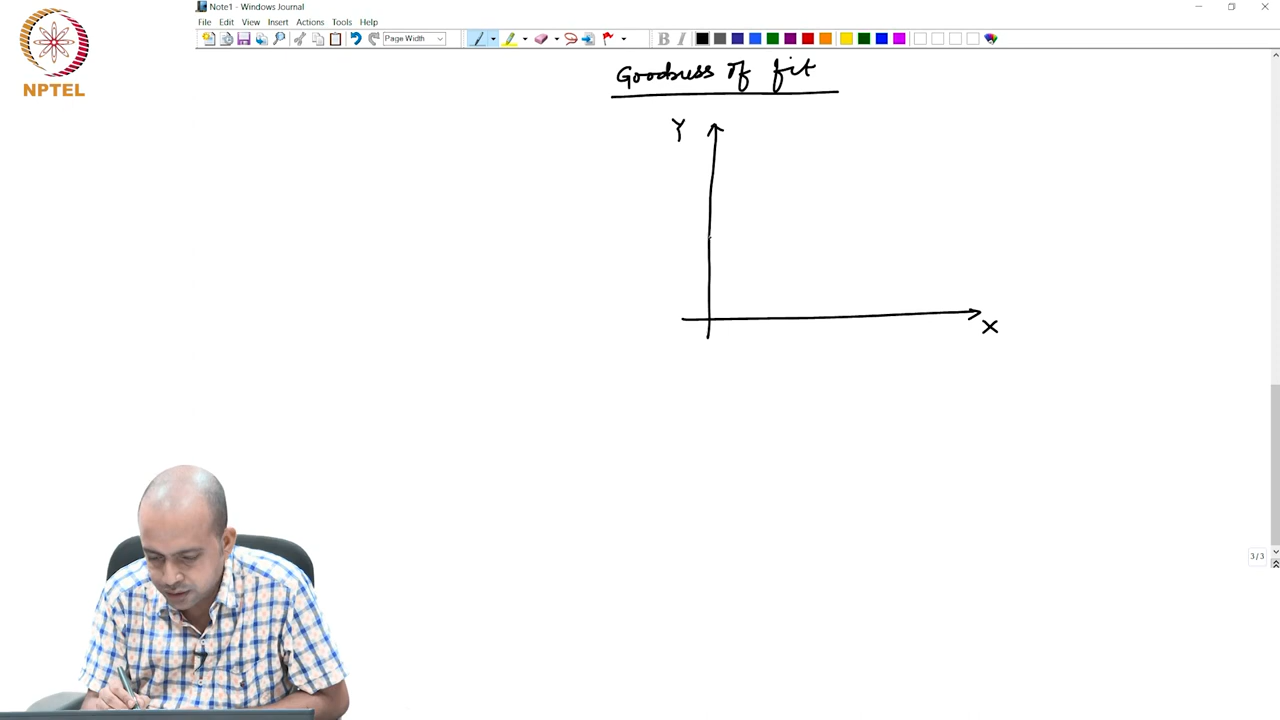 Note1 - Windows Journal
File Edit View Insert Actions Tools Help
Page Width
B I
NPTEL
Goodness of fit
Y
X
3/3